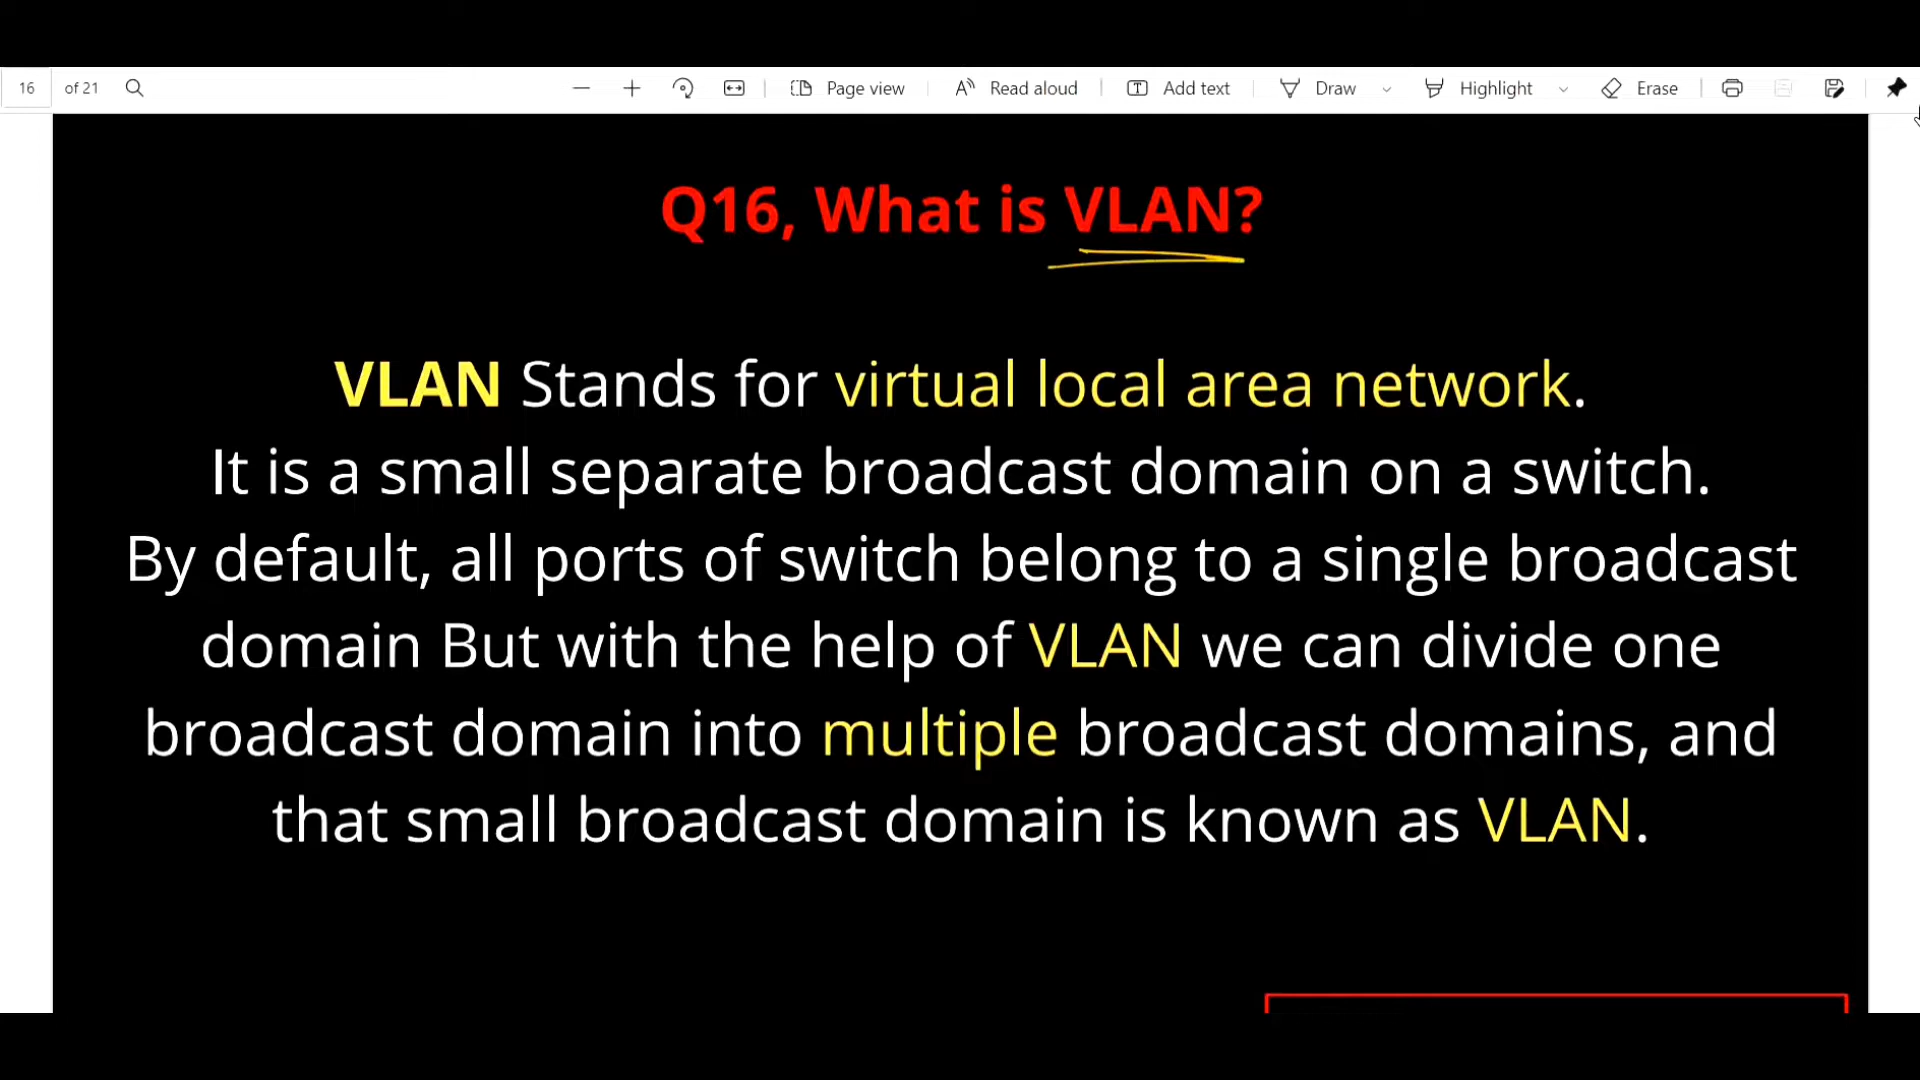 16 of 21 Page view Read aloud Add text Draw Highlight Erase
Q16, What is VLAN?
VLAN Stands for virtual local area network.
It is a small separate broadcast domain on a switch.
By default, all ports of switch belong to a single broadcast
domain But with the help of VLAN we can divide one
broadcast domain into multiple broadcast domains, and
that small broadcast domain is known as VLAN.